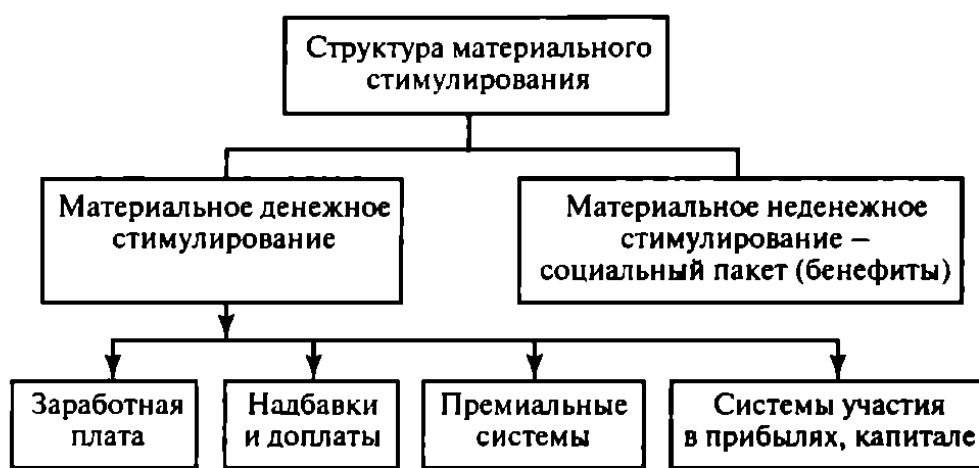 Структура материального
стимулирования
Материальное денежное
стимулирование
Материальное неденежное
стимулирование –
социальный пакет (бенефиты)
Заработная
плата
Надбавки
и доплаты
Премиальные
системы
Системы участия
в прибылях, капитале